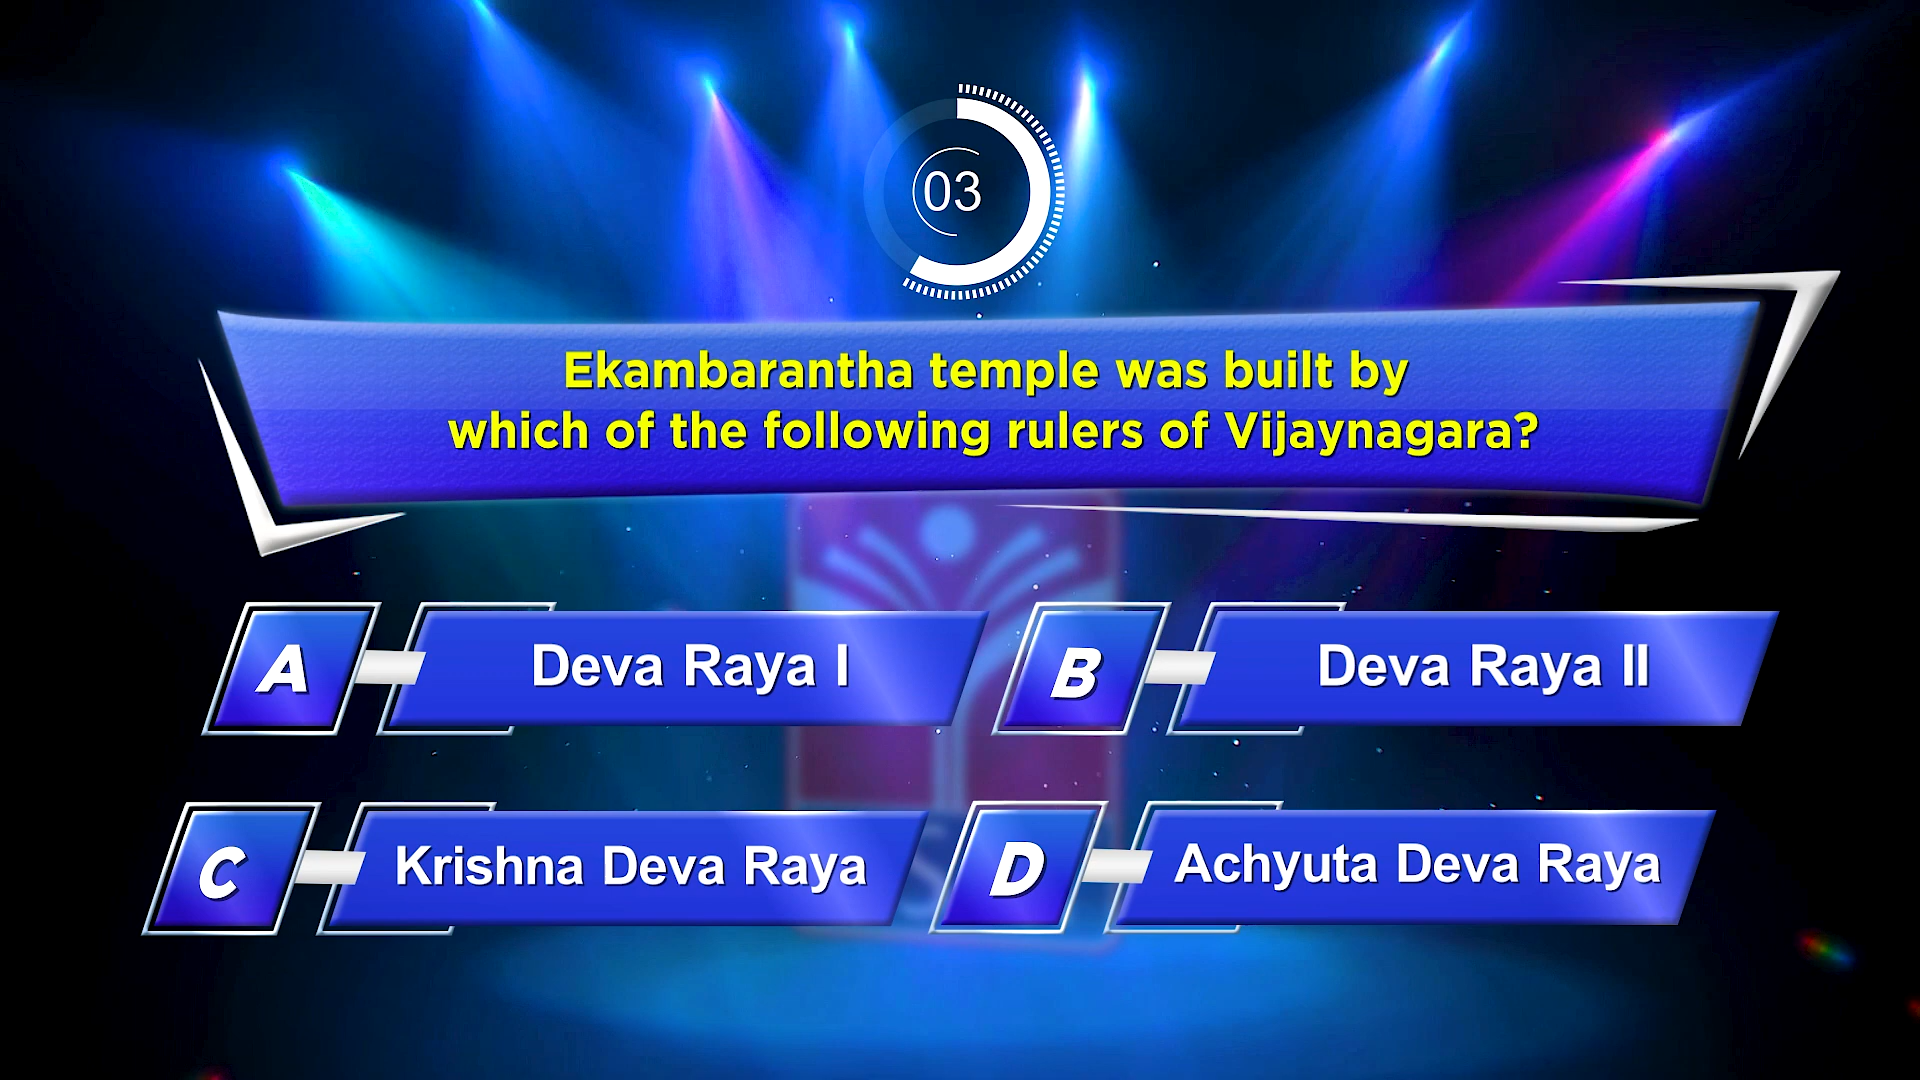 03
Ekambarantha temple was built by
which of the following rulers of Vijaynagara?
A Deva Raya I
B Deva Raya II
C Krishna Deva Raya
D Achyuta Deva Raya